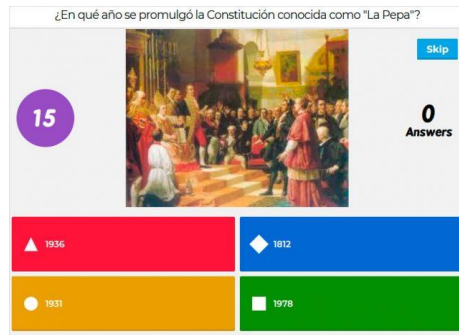 ¿En qué año se promulgó la Constitución conocida como "La Pepa"?
Skip
15
0
Answers
1936
1812
1931
1978